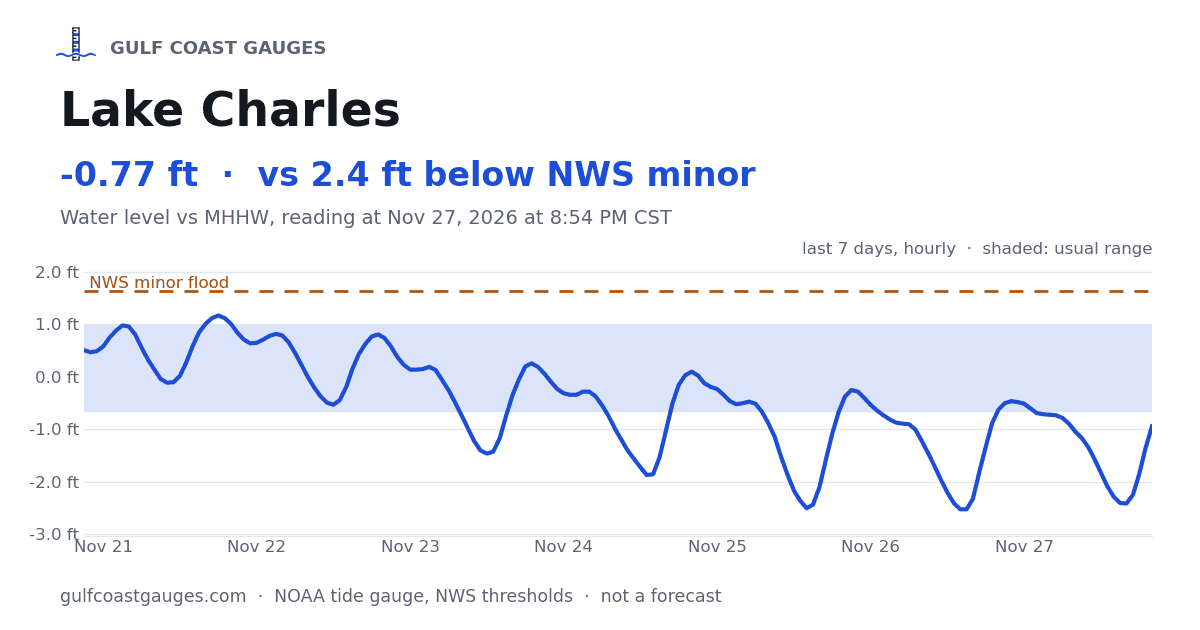 GULF COAST GAUGES
Lake Charles
-0.77 ft · vs 2.4 ft below NWS minor
Water level vs MHHW, reading at Nov 27, 2026 at 8:54 PM CST
last 7 days, hourly · shaded: usual range
2.0 ft
NWS minor flood
1.0 ft
0.0 ft
-1.0 ft
-2.0 ft
-3.0 ft
Nov 21 Nov 22 Nov 23 Nov 24 Nov 25 Nov 26 Nov 27
gulfcoastgauges.com · NOAA tide gauge, NWS thresholds · not a forecast